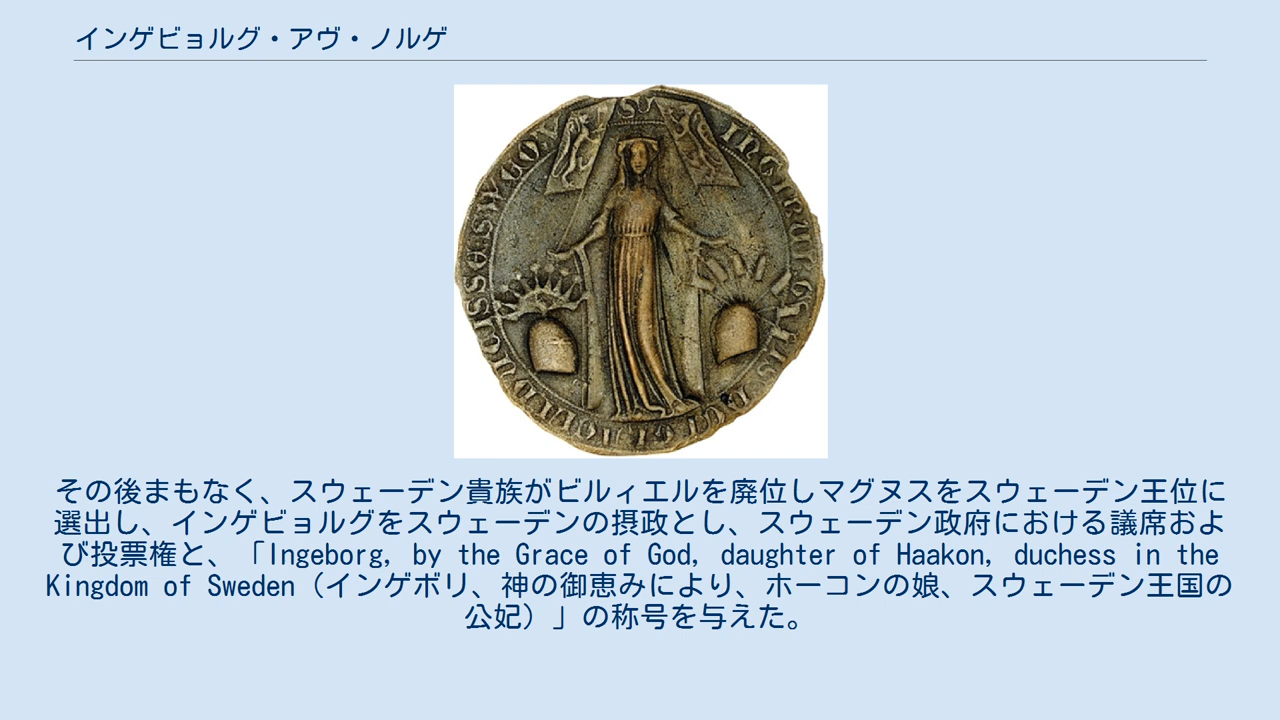 インゲビョルグ・アヴ・ノルゲ
その後まもなく、スウェーデン貴族がビルィエルを廃位しマグヌスをスウェーデン王位に
選出し、インゲビョルグをスウェーデンの摂政とし、スウェーデン政府における議席およ
び投票権と、「Ingeborg, by the Grace of God, daughter of Haakon, duchess in the
Kingdom of Sweden（インゲボリ、神の御恵みにより、ホーコンの娘、スウェーデン王国の
公妃）」の称号を与えた。